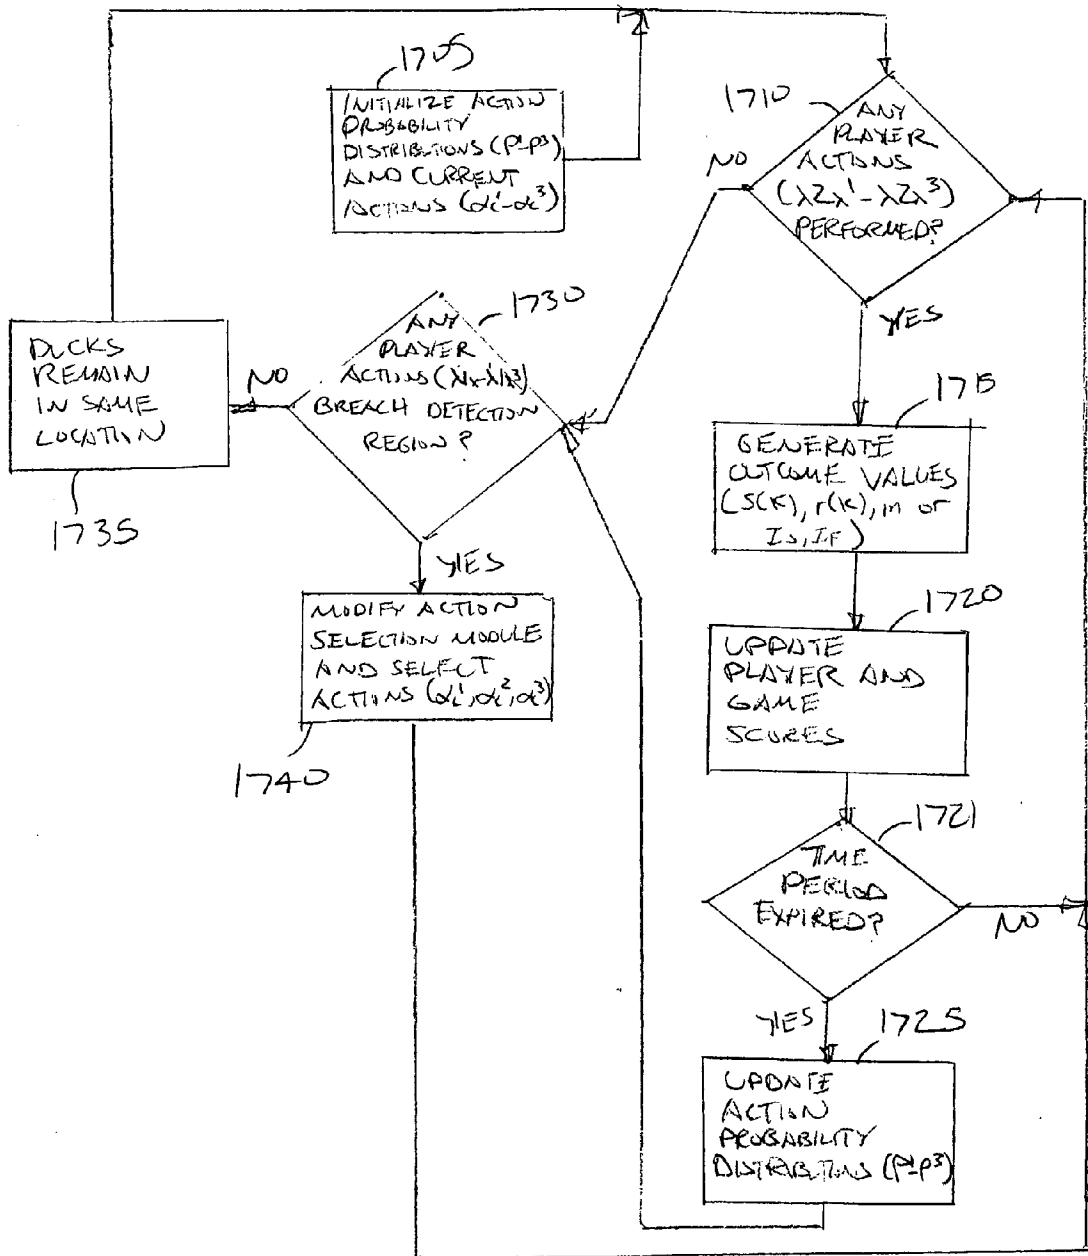 1705
INITIALIZE ACTION
PROBABILITY
DISTRIBUTIONS (P¹-P³)
AND CURRENT
ACTIONS (αᵢ¹-αᵢ³)
1710
ANY
PLAYER
ACTIONS
(λ2ₓ¹-λ2ₓ³)
PERFORMED?
NO
YES
1715
GENERATE
OUTCOME VALUES
(S(K), r(K), m or
Is, IF)
1720
UPDATE
PLAYER AND
GAME
SCORES
1721
TIME
PERIOD
EXPIRED?
NO
YES
1725
UPDATE
ACTION
PROBABILITY
DISTRIBUTIONS (P¹-P³)
1730
ANY
PLAYER
ACTIONS (λ1ₓ¹-λ1ₓ³)
BREACH DETECTION
REGION?
NO
YES
DUCKS
REMAIN
IN SAME
LOCATION
1735
MODIFY ACTION
SELECTION MODULE
AND SELECT
ACTIONS (αᵢ¹, αᵢ², αᵢ³)
1740